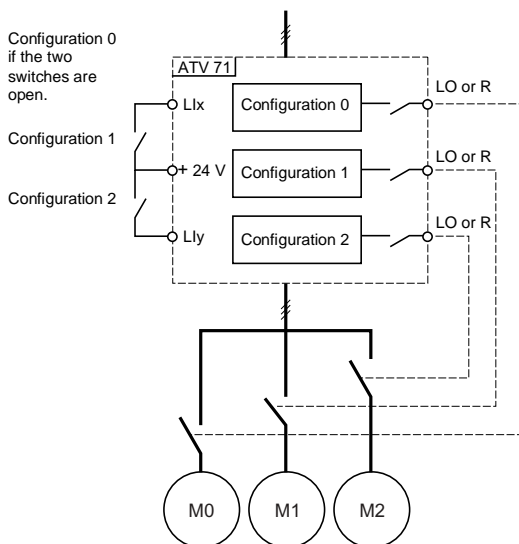 Configuration 0
if the two
switches are
open.
ATV 71
LO or R
LIx
Configuration 0
Configuration 1
LO or R
+ 24 V
Configuration 1
Configuration 2
LO or R
LIy
Configuration 2
M0
M1
M2